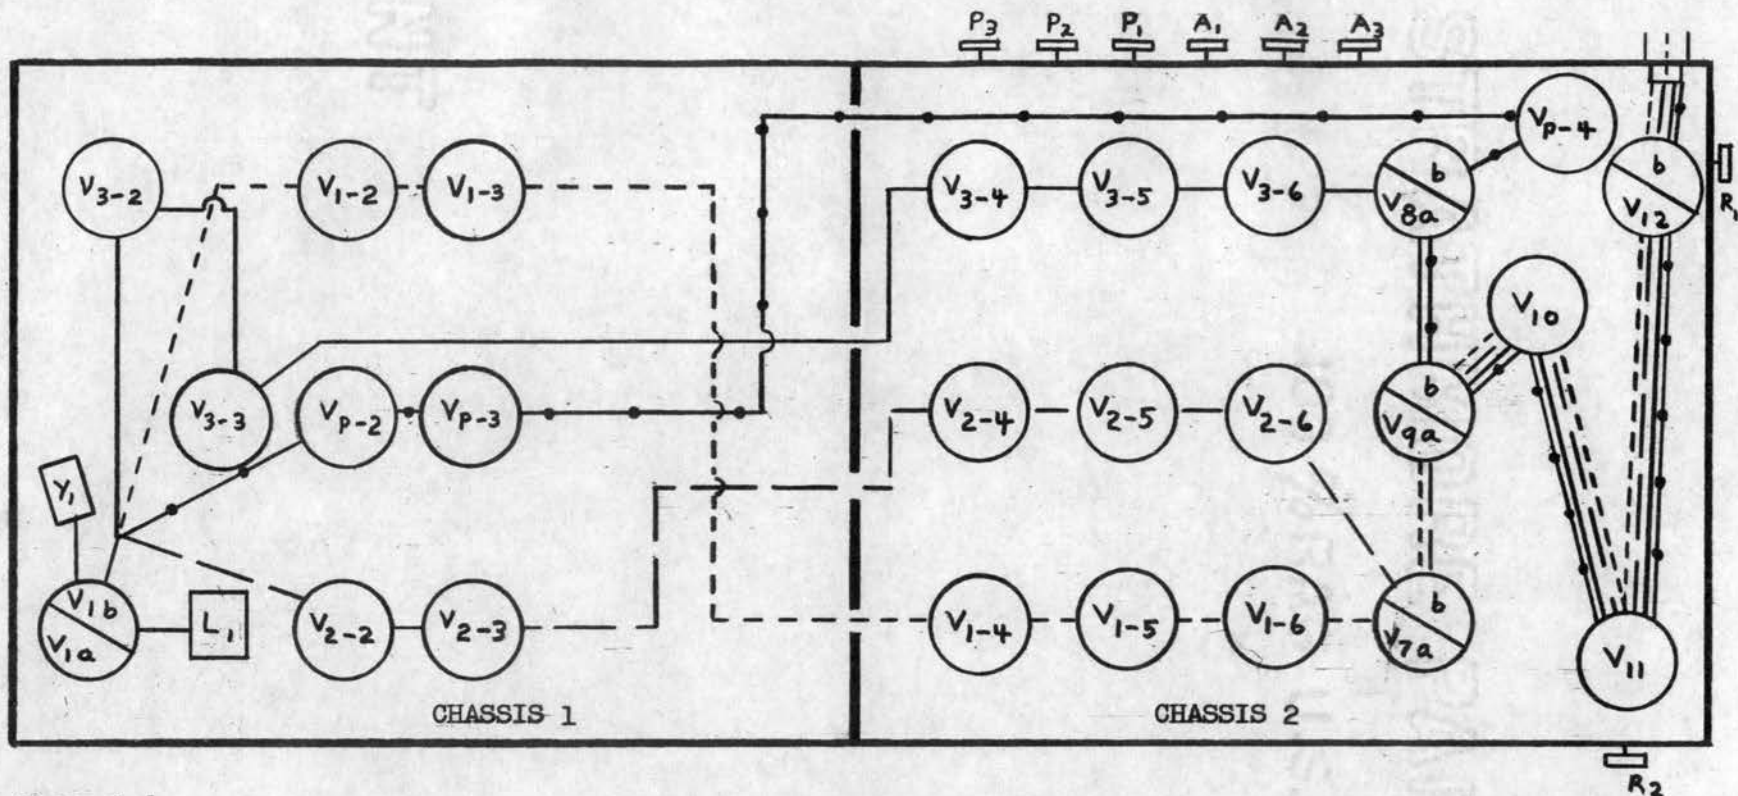 P3 P2 P1 A1 A2 A3
Vp-4
V3-2 V1-2 V1-3 V3-4 V3-5 V3-6 b V8a b V12
R1
V10
V3-3 Vp-2 Vp-3 V2-4 V2-5 V2-6 b V9a
Y1
V1b V1a L1 V2-2 V2-3 V1-4 V1-5 V1-6 b V7a
V11
CHASSIS 1 CHASSIS 2
R2